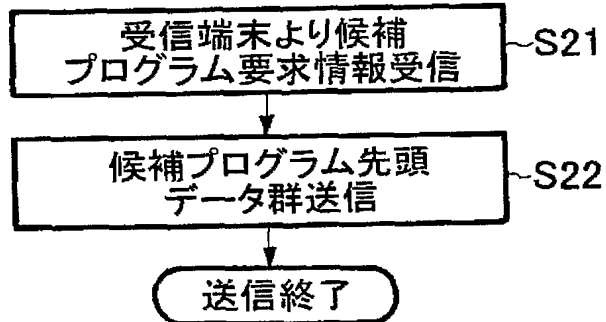 受信端末より候補
プログラム要求情報受信
S21
候補プログラム先頭
データ群送信
S22
送信終了